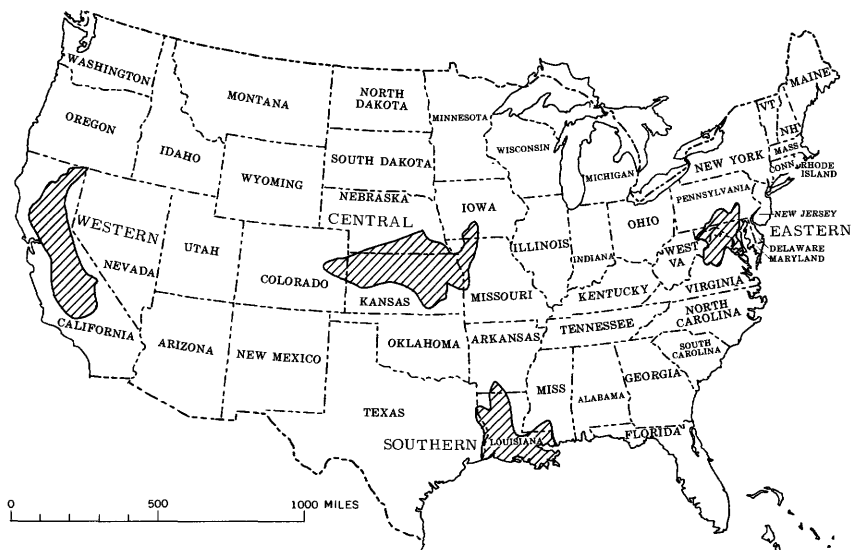 WASHINGTON
OREGON
IDAHO
MONTANA
WYOMING
NORTH
DAKOTA
SOUTH DAKOTA
NEBRASKA
CENTRAL
MINNESOTA
WISCONSIN
IOWA
MICHIGAN
ILLINOIS
INDIANA
OHIO
NEW YORK
PENNSYLVANIA
VT
NH
MAINE
MASS
CONN
RHODE
ISLAND
NEW JERSEY
EASTERN
DELAWARE
MARYLAND
WEST
VA
VIRGINIA
WESTERN
NEVADA
UTAH
COLORADO
KANSAS
MISSOURI
KENTUCKY
CALIFORNIA
ARIZONA
NEW MEXICO
OKLAHOMA
ARKANSAS
TENNESSEE
NORTH
CAROLINA
SOUTH
CAROLINA
TEXAS
SOUTHERN
LOUISIANA
MISS
ALABAMA
GEORGIA
FLORIDA
0 500 1000 MILES